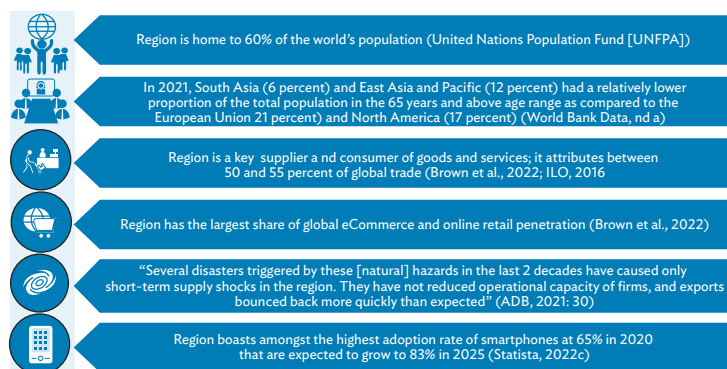 Region is home to 60% of the world's population (United Nations Population Fund [UNFPA])
In 2021, South Asia (6 percent) and East Asia and Pacific (12 percent) had a relatively lower
proportion of the total population in the 65 years and above age range as compared to the
European Union 21 percent) and North America (17 percent) (World Bank Data, nd a)
Region is a key supplier a nd consumer of goods and services; it attributes between
50 and 55 percent of global trade (Brown et al., 2022; ILO, 2016
Region has the largest share of global eCommerce and online retail penetration (Brown et al., 2022)
“Several disasters triggered by these [natural] hazards in the last 2 decades have caused only
short-term supply shocks in the region. They have not reduced operational capacity of firms, and exports
bounced back more quickly than expected” (ADB, 2021: 30)
Region boasts amongst the highest adoption rate of smartphones at 65% in 2020
that are expected to grow to 83% in 2025 (Statista, 2022c)